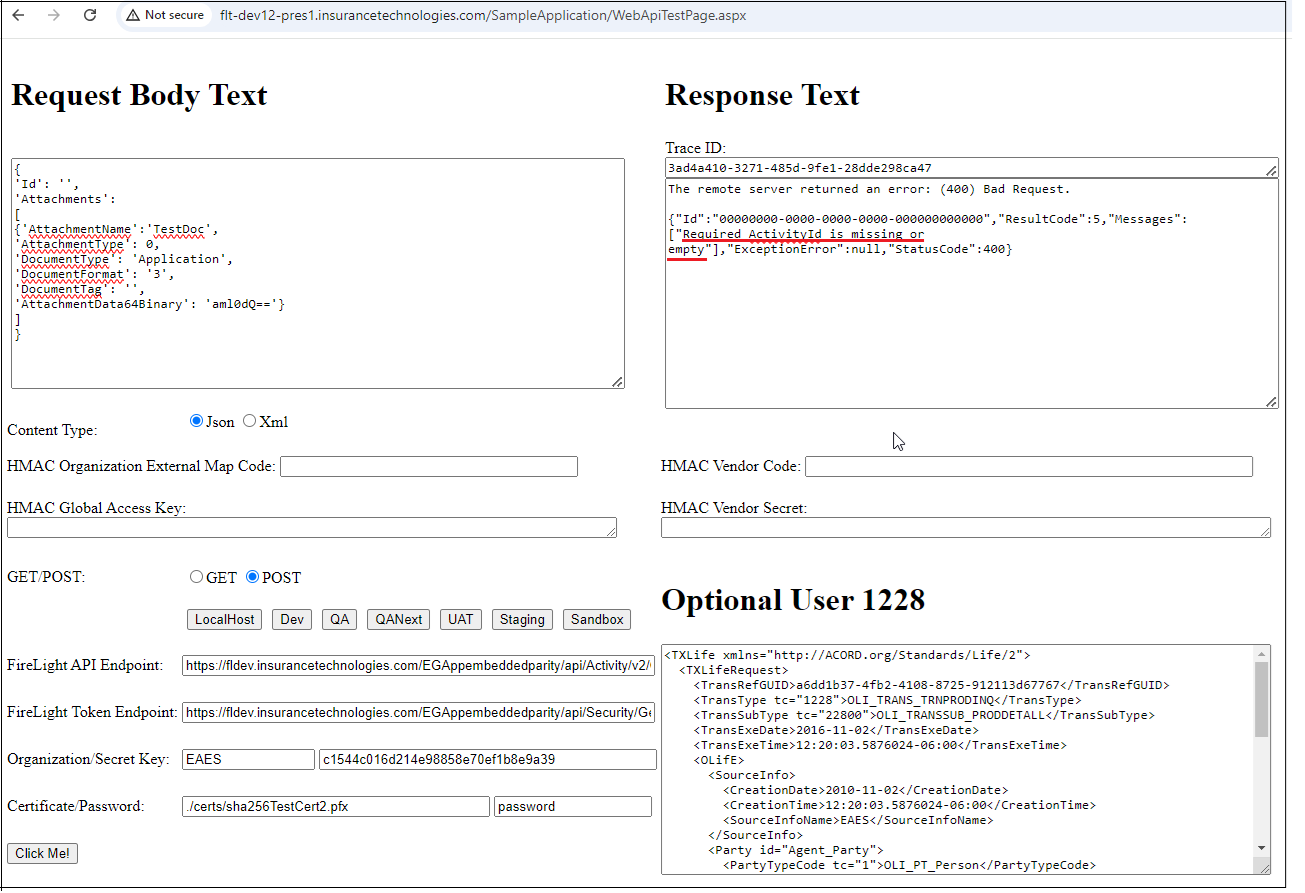 Not secure
flt-dev12-pres1.insurancetechnologies.com/SampleApplication/WebApiTestPage.aspx
Request Body Text
{
'Id': '',
'Attachments':
[
{'AttachmentName':'TestDoc',
'AttachmentType': 0,
'DocumentType': 'Application',
'DocumentFormat': '3',
'DocumentTag': '',
'AttachmentData64Binary': 'aml0dQ=='}
]
}
Response Text
Trace ID:
3ad4a410-3271-485d-9fe1-28dde298ca47
The remote server returned an error: (400) Bad Request.
{"Id":"00000000-0000-0000-0000-000000000000","ResultCode":5,"Messages":
["Required ActivityId is missing or
empty"],"ExceptionError":null,"StatusCode":400}
Content Type:
Json Xml
HMAC Organization External Map Code:
HMAC Vendor Code:
HMAC Global Access Key:
HMAC Vendor Secret:
GET/POST:
GET POST
LocalHost Dev QA QANext UAT Staging Sandbox
FireLight API Endpoint:
https://fldev.insurancetechnologies.com/EGAppembeddedparity/api/Activity/v2/
FireLight Token Endpoint:
https://fldev.insurancetechnologies.com/EGAppembeddedparity/api/Security/Ge
Organization/Secret Key:
EAES
c1544c016d214e98858e70ef1b8e9a39
Certificate/Password:
./certs/sha256TestCert2.pfx
password
Click Me!
Optional User 1228
<TXLife xmlns="http://ACORD.org/Standards/Life/2">
<TXLifeRequest>
<TransRefGUID>a6dd1b37-4fb2-4108-8725-912113d67767</TransRefGUID>
<TransType tc="1228">OLI_TRANS_TRNPRODINQ</TransType>
<TransSubType tc="22800">OLI_TRANSSUB_PRODDETALL</TransSubType>
<TransExeDate>2016-11-02</TransExeDate>
<TransExeTime>12:20:03.5876024-06:00</TransExeTime>
<OLifE>
<SourceInfo>
<CreationDate>2010-11-02</CreationDate>
<CreationTime>12:20:03.5876024-06:00</CreationTime>
<SourceInfoName>EAES</SourceInfoName>
</SourceInfo>
<Party id="Agent_Party">
<PartyTypeCode tc="1">OLI_PT_Person</PartyTypeCode>